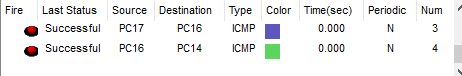 Fire Last Status Source Destination Type Color Time(sec) Periodic Num
Successful PC17 PC16 ICMP 0.000 N 3
Successful PC16 PC14 ICMP 0.000 N 4